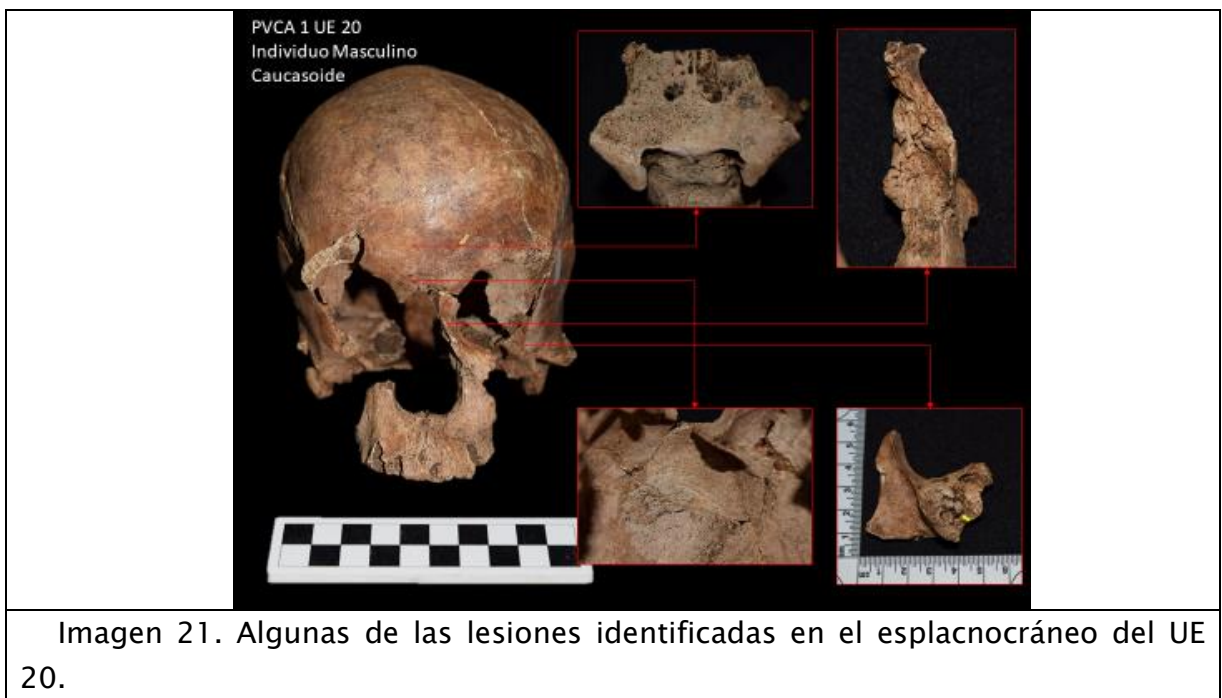 PVCA 1 UE 20
Individuo Masculino
Caucasoide
Imagen 21. Algunas de las lesiones identificadas en el esplacnocráneo del UE
20.